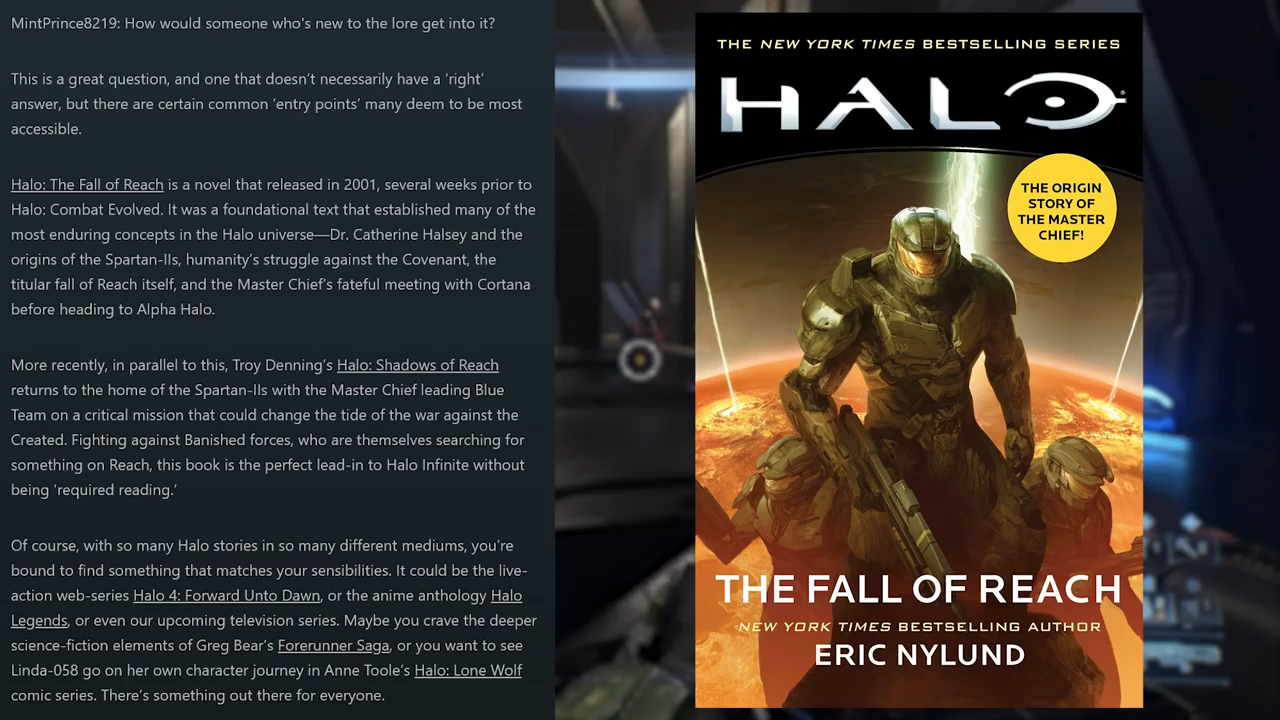 MintPrince8219: How would someone who's new to the lore get into it?
This is a great question, and one that doesn’t necessarily have a ‘right’
answer, but there are certain common ‘entry points’ many deem to be most
accessible.
Halo: The Fall of Reach is a novel that released in 2001, several weeks prior to
Halo: Combat Evolved. It was a foundational text that established many of the
most enduring concepts in the Halo universe—Dr. Catherine Halsey and the
origins of the Spartan-IIs, humanity’s struggle against the Covenant, the
titular fall of Reach itself, and the Master Chief’s fateful meeting with Cortana
before heading to Alpha Halo.
More recently, in parallel to this, Troy Denning’s Halo: Shadows of Reach
returns to the home of the Spartan-IIs with the Master Chief leading Blue
Team on a critical mission that could change the tide of the war against the
Created. Fighting against Banished forces, who are themselves searching for
something on Reach, this book is the perfect lead-in to Halo Infinite without
being ‘required reading.’
Of course, with so many Halo stories in so many different mediums, you’re
bound to find something that matches your sensibilities. It could be the live-
action web-series Halo 4: Forward Unto Dawn, or the anime anthology Halo
Legends, or even our upcoming television series. Maybe you crave the deeper
science-fiction elements of Greg Bear’s Forerunner Saga, or you want to see
Linda-058 go on her own character journey in Anne Toole’s Halo: Lone Wolf
comic series. There’s something out there for everyone.
THE NEW YORK TIMES BESTSELLING SERIES
HALO®
THE ORIGIN
STORY OF
THE MASTER
CHIEF!
THE FALL OF REACH
NEW YORK TIMES BESTSELLING AUTHOR
ERIC NYLUND